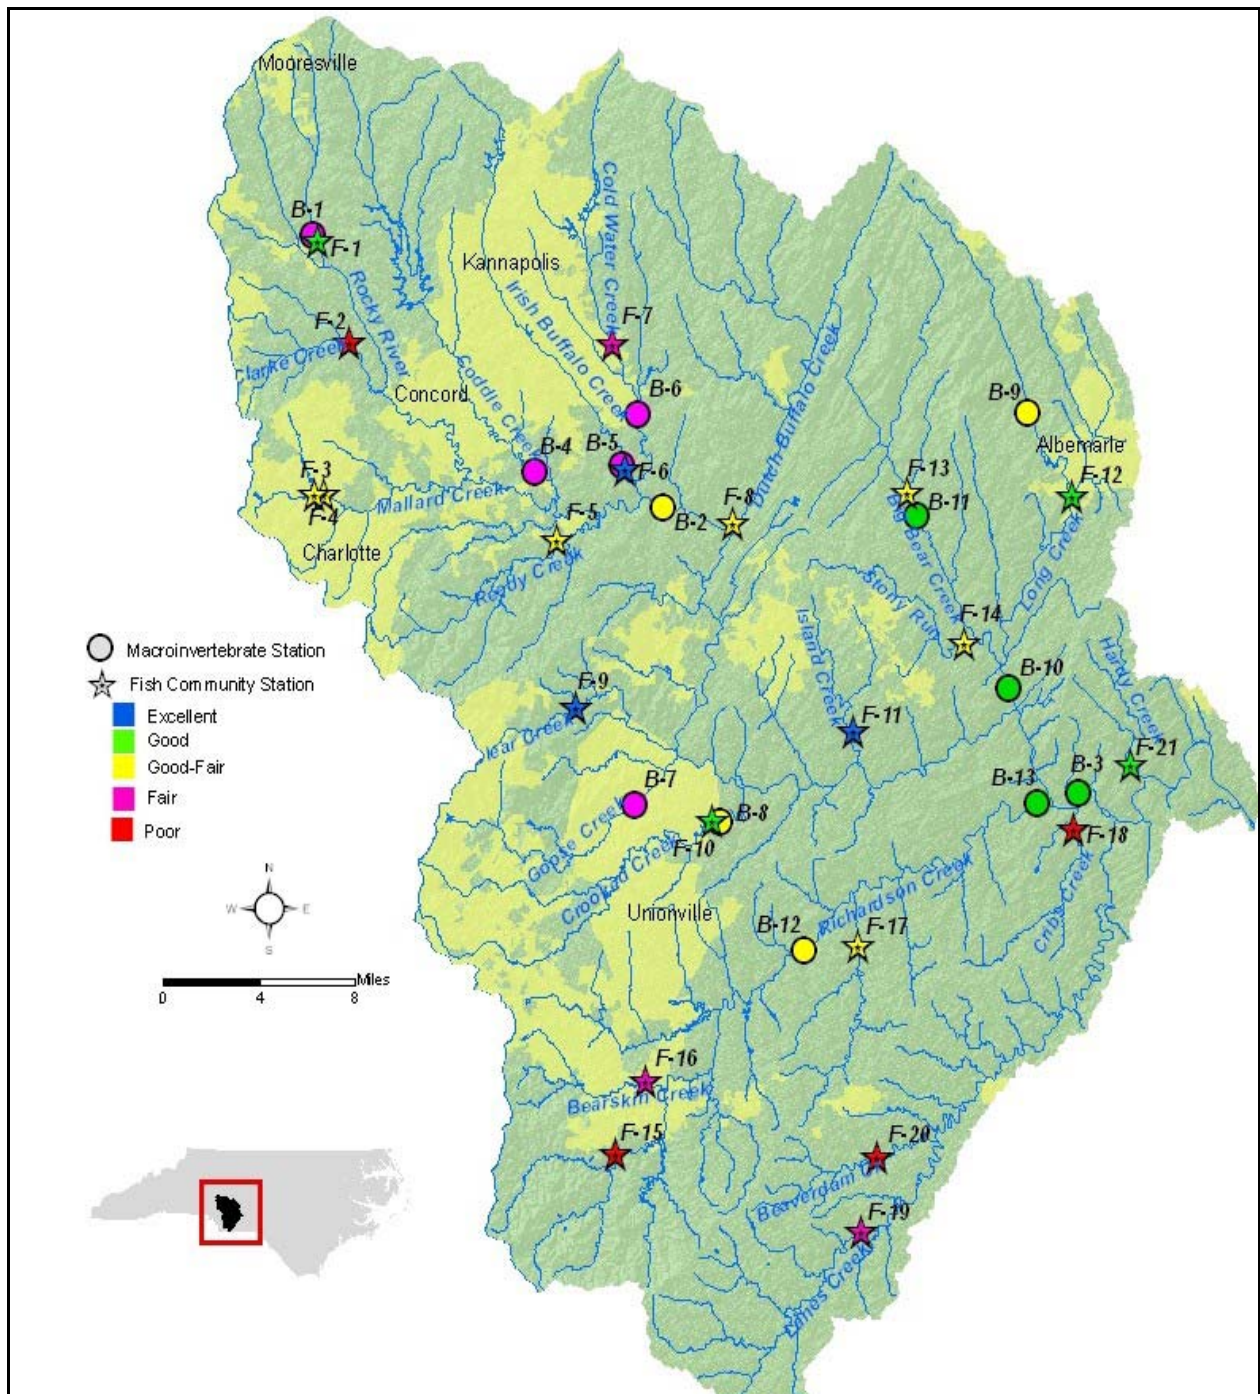 Mooresville
B-1
F-1
Cold Water Creek
Kannapolis
Irish Buffalo Creek
Rocky River
F-2
Clarke Creek
F-7
Concord
Coddle Creek
B-6
Dutch Buffalo Creek
B-9
Albemarle
B-4
B-5
F-6
F-3
F-4
Mallard Creek
F-13
F-12
B-11
F-8
B-2
F-5
Charlotte
Reedy Creek
Big Bear Creek
Long Creek
Stony Run
Island Creek
F-14
Hardy Creek
Macroinvertebrate Station
Fish Community Station
Excellent
Good
Good-Fair
Fair
Poor
B-10
F-9
lear Creek
F-11
F-21
B-7
B-13
B-3
B-8
F-10
F-18
Goose Creek
Crooked Creek
Unionville
Richardson Creek
Cribs Creek
B-12
F-17
N
W
E
S
Miles
0 4 8
F-16
Bearskin Creek
F-15
F-20
Beaverdam Cr
F-19
Lanes Creek